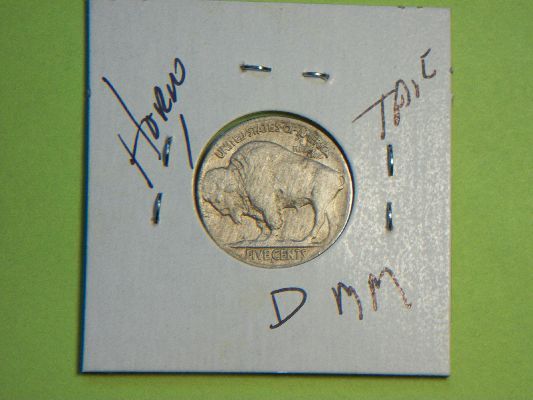 HORN
TAIL
UNITED STATES OF AMERICA
FIVE CENTS
D MM